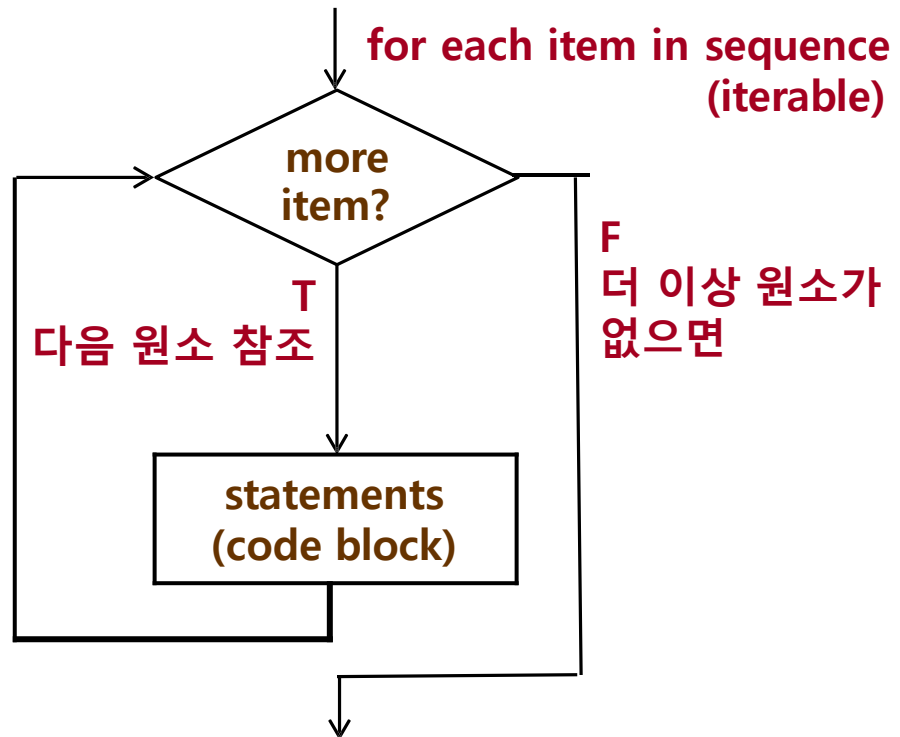 for each item in sequence
(iterable)
more
item?
F
더 이상 원소가
없으면
T
다음 원소 참조
statements
(code block)